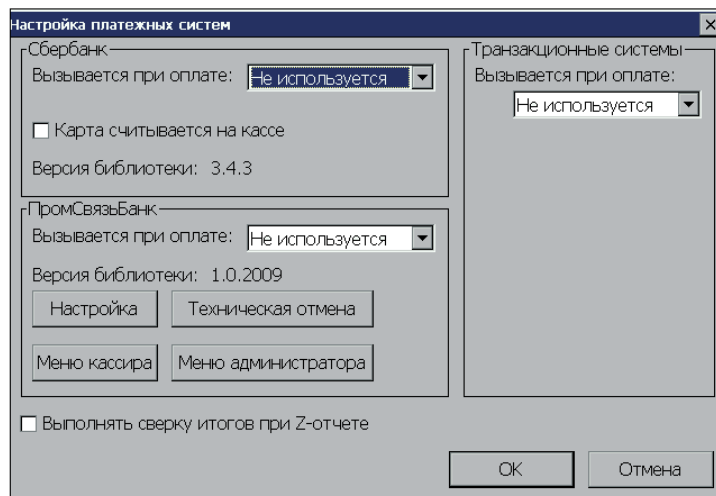 Настройка платежных систем
Сбербанк
Вызывается при оплате: Не используется
Карта считывается на кассе
Версия библиотеки: 3.4.3
ПромСвязьБанк
Вызывается при оплате: Не используется
Версия библиотеки: 1.0.2009
Настройка Техническая отмена
Меню кассира Меню администратора
Транзакционные системы
Вызывается при оплате:
Не используется
Выполнять сверку итогов при Z-отчете
OK Отмена